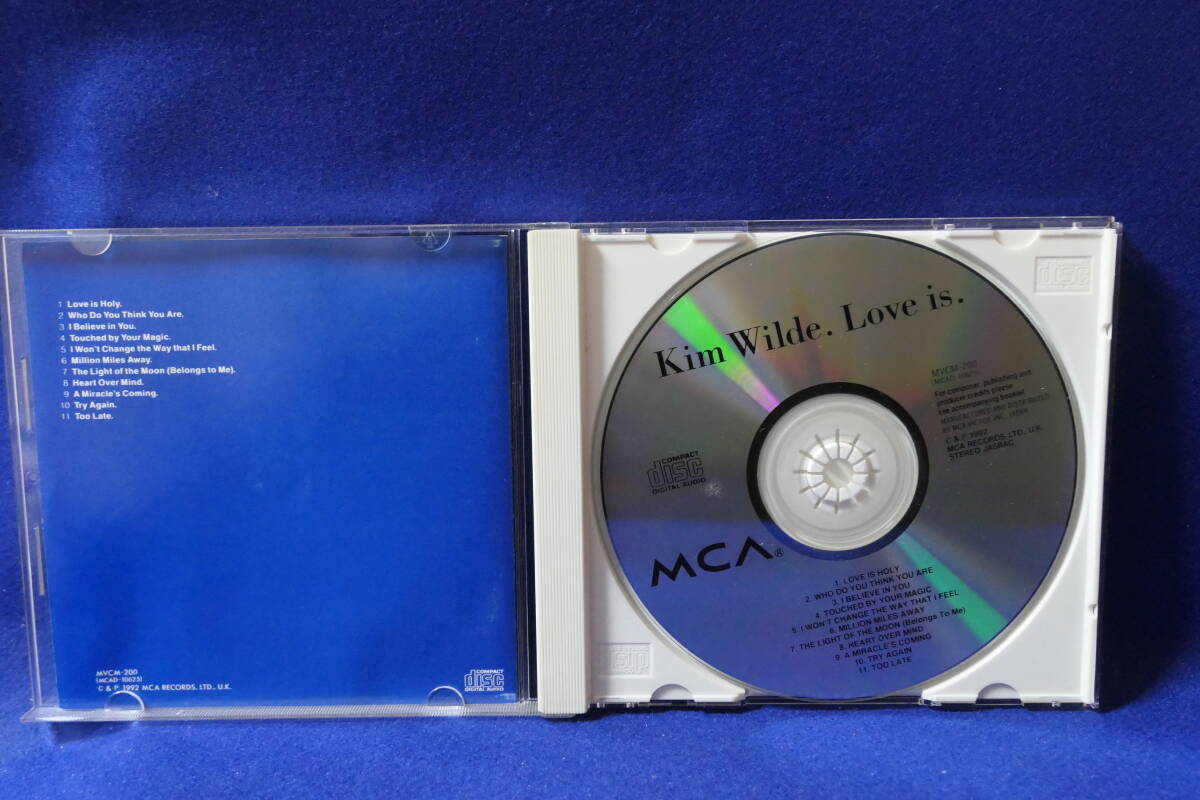 1 Love is Holy.
2 Who Do You Think You Are.
3 I Believe in You.
4 Touched by Your Magic.
5 I Won't Change the Way that I Feel.
6 Million Miles Away.
7 The Light of the Moon (Belongs to Me).
8 Heart Over Mind.
9 A Miracle's Coming.
10 Try Again.
11 Too Late.
MVCM-200
(MCAD-10625)
C & P. 1992 MCA RECORDS, LTD., U.K.
COMPACT
disc
DIGITAL AUDIO
Kim Wilde. Love is.
MVCM-200
(MCAD-10625)
For composer, publishing and
producer credits please
see accompanying booklet.
MANUFACTURED AND DISTRIBUTED
BY MCA VICTOR, INC., JAPAN.
C & P. 1992
MCA RECORDS, LTD., U.K.
STEREO JASRAC
COMPACT
disc
DIGITAL AUDIO
MCA®
1. LOVE IS HOLY
2. WHO DO YOU THINK YOU ARE
3. I BELIEVE IN YOU
4. TOUCHED BY YOUR MAGIC
5. I WON'T CHANGE THE WAY THAT I FEEL
6. MILLION MILES AWAY
7. THE LIGHT OF THE MOON (Belongs To Me)
8. HEART OVER MIND
9. A MIRACLE'S COMING
10. TRY AGAIN
11. TOO LATE
disc